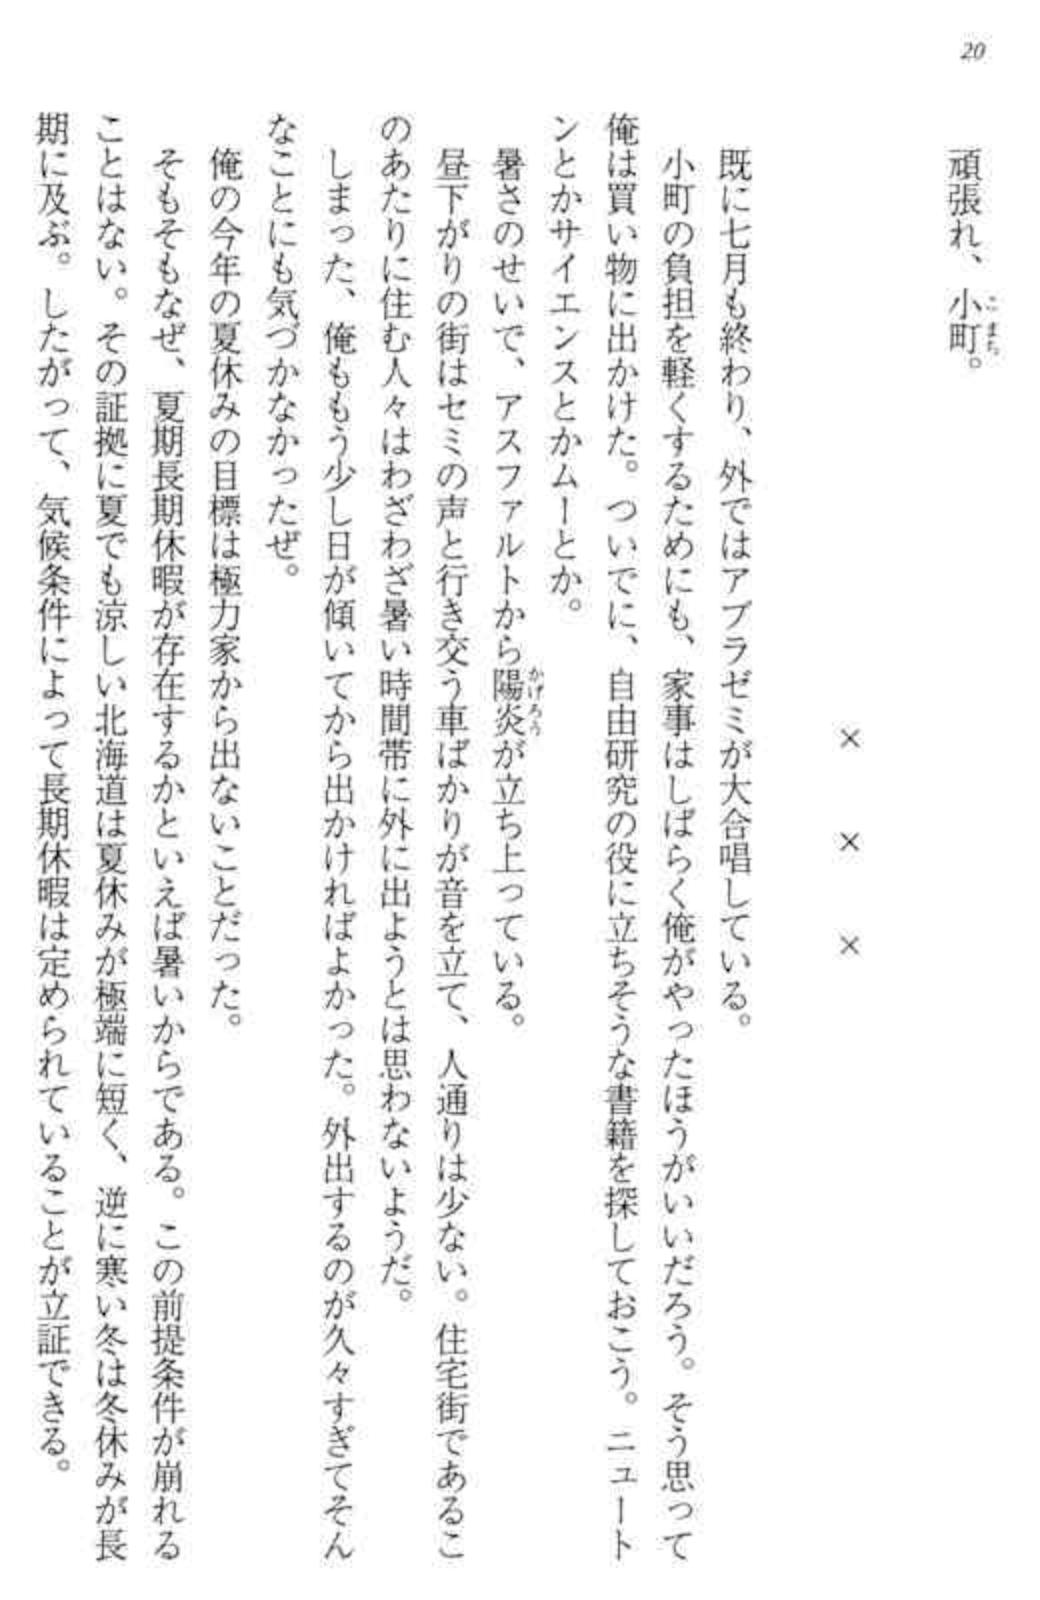 20
頑張れ、小町。
× × ×
既に七月も終わり、外ではアブラゼミが大合唱している。
小町の負担を軽くするためにも、家事はしばらく俺がやったほうがいいだろう。そう思って
俺は買い物に出かけた。ついでに、自由研究の役に立ちそうな書籍を探しておこう。ニュート
ンとかサイエンスとかムーとか。
暑さのせいで、アスファルトから陽炎が立ち上っている。
昼下がりの街はセミの声と行き交う車ばかりが音を立て、人通りは少ない。住宅街であるこ
のあたりに住む人々はわざわざ暑い時間帯に外に出ようとは思わないようだ。
しまった、俺ももう少し日が傾いてから出かければよかった。外出するのが久々すぎてそん
なことにも気づかなかったぜ。
俺の今年の夏休みの目標は極力家から出ないことだった。
そもそもなぜ、夏期長期休暇が存在するかといえば暑いからである。この前提条件が崩れる
ことはない。その証拠に夏でも涼しい北海道は夏休みが極端に短く、逆に寒い冬は冬休みが長
期に及ぶ。したがって、気候条件によって長期休暇は定められていることが立証できる。